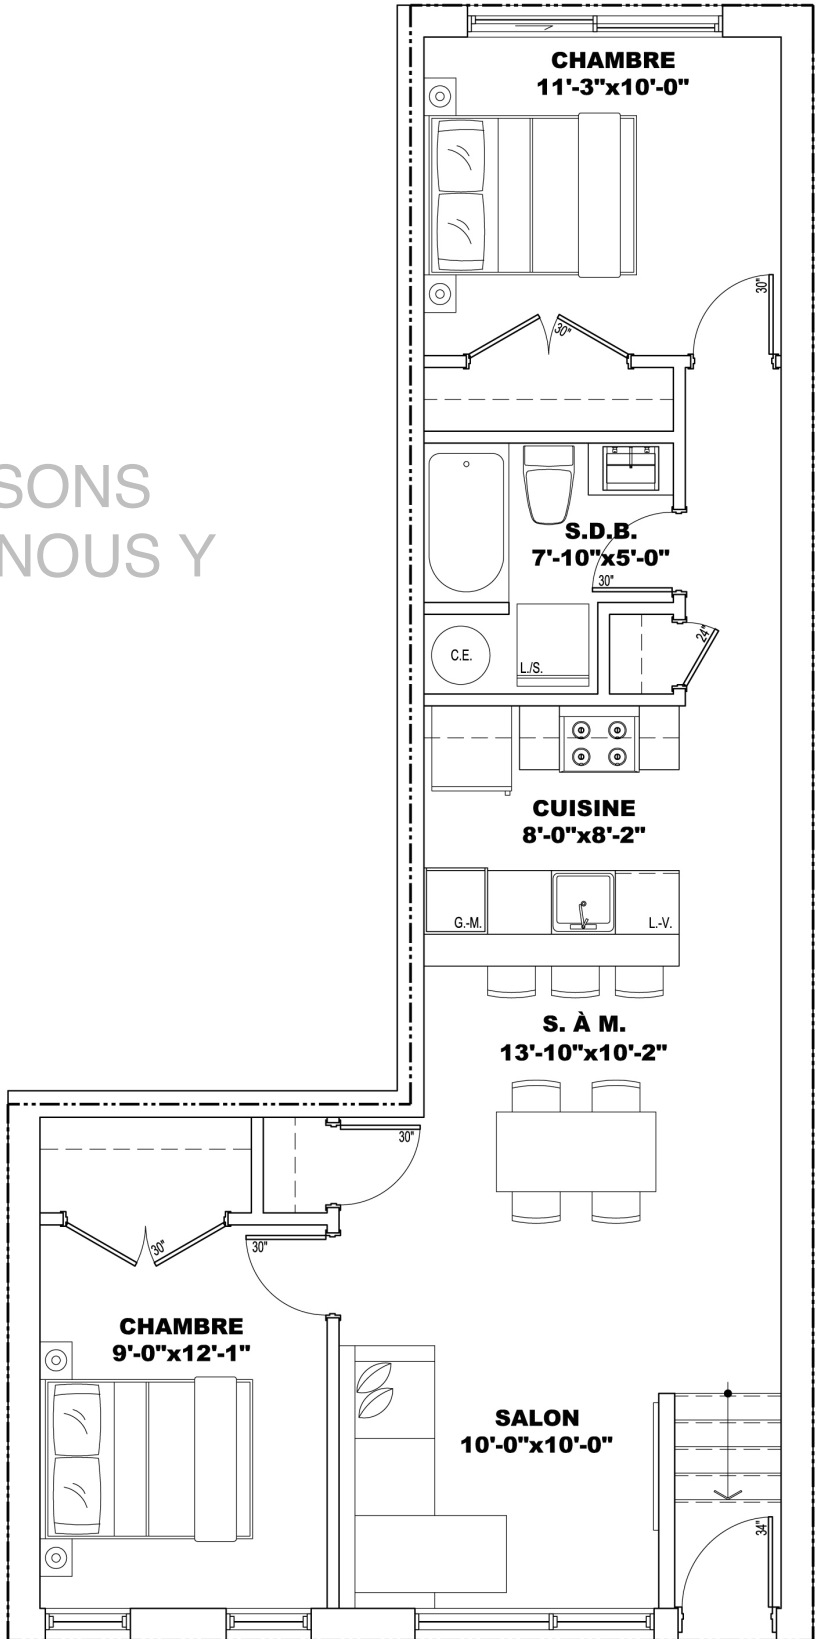 CHAMBRE
11'-3"x10'-0"
30"
30"
SONS
NOUS Y
S.D.B.
7'-10"x5'-0"
30"
24"
C.E.
L./S.
CUISINE
8'-0"x8'-2"
G.-M.
L.-V.
S. À M.
13'-10"x10'-2"
30"
30"
30"
CHAMBRE
9'-0"x12'-1"
SALON
10'-0"x10'-0"
34"